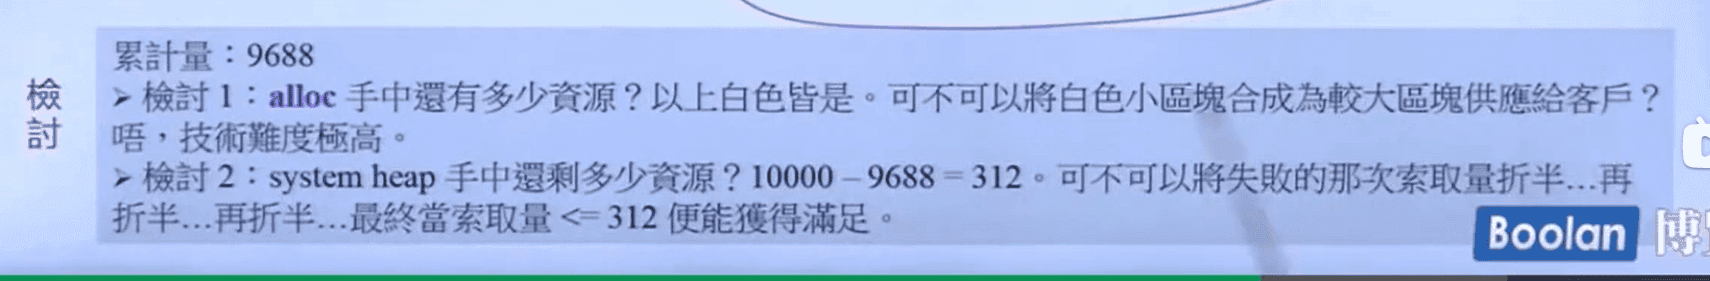 檢討
累計量：9688
➢ 檢討 1：alloc 手中還有多少資源？以上白色皆是。可不可以將白色小區塊合成為較大區塊供應給客戶？
唔，技術難度極高。
➢ 檢討 2：system heap 手中還剩多少資源？10000 – 9688 = 312。可不可以將失敗的那次索取量折半…再
折半…再折半…最終當索取量 <= 312 便能獲得滿足。
Boolan 博